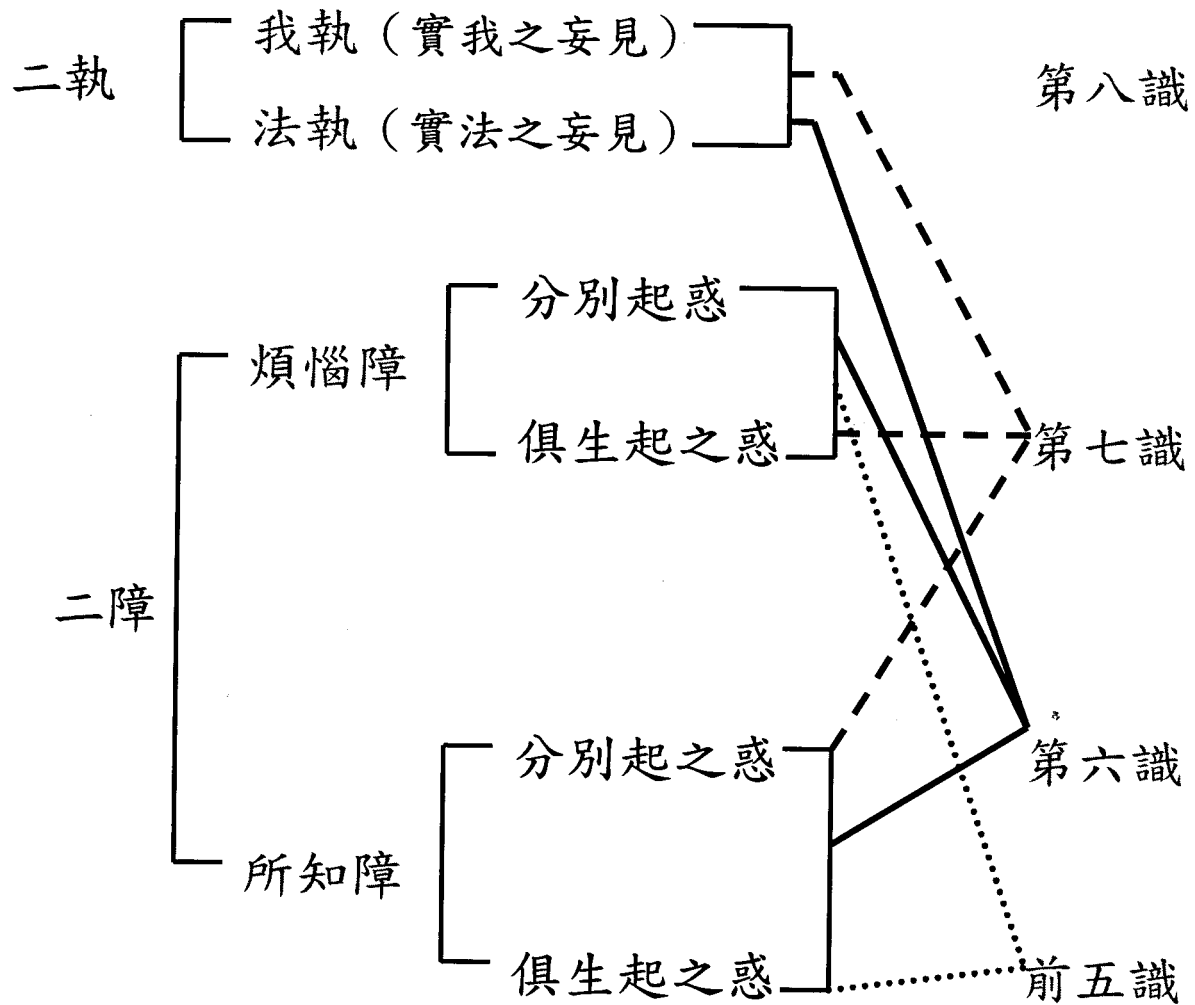 二執
我執（實我之妄見）
法執（實法之妄見）
第八識
煩惱障
分別起惑
俱生起之惑
第七識
二障
分別起之惑
第六識
所知障
俱生起之惑
前五識